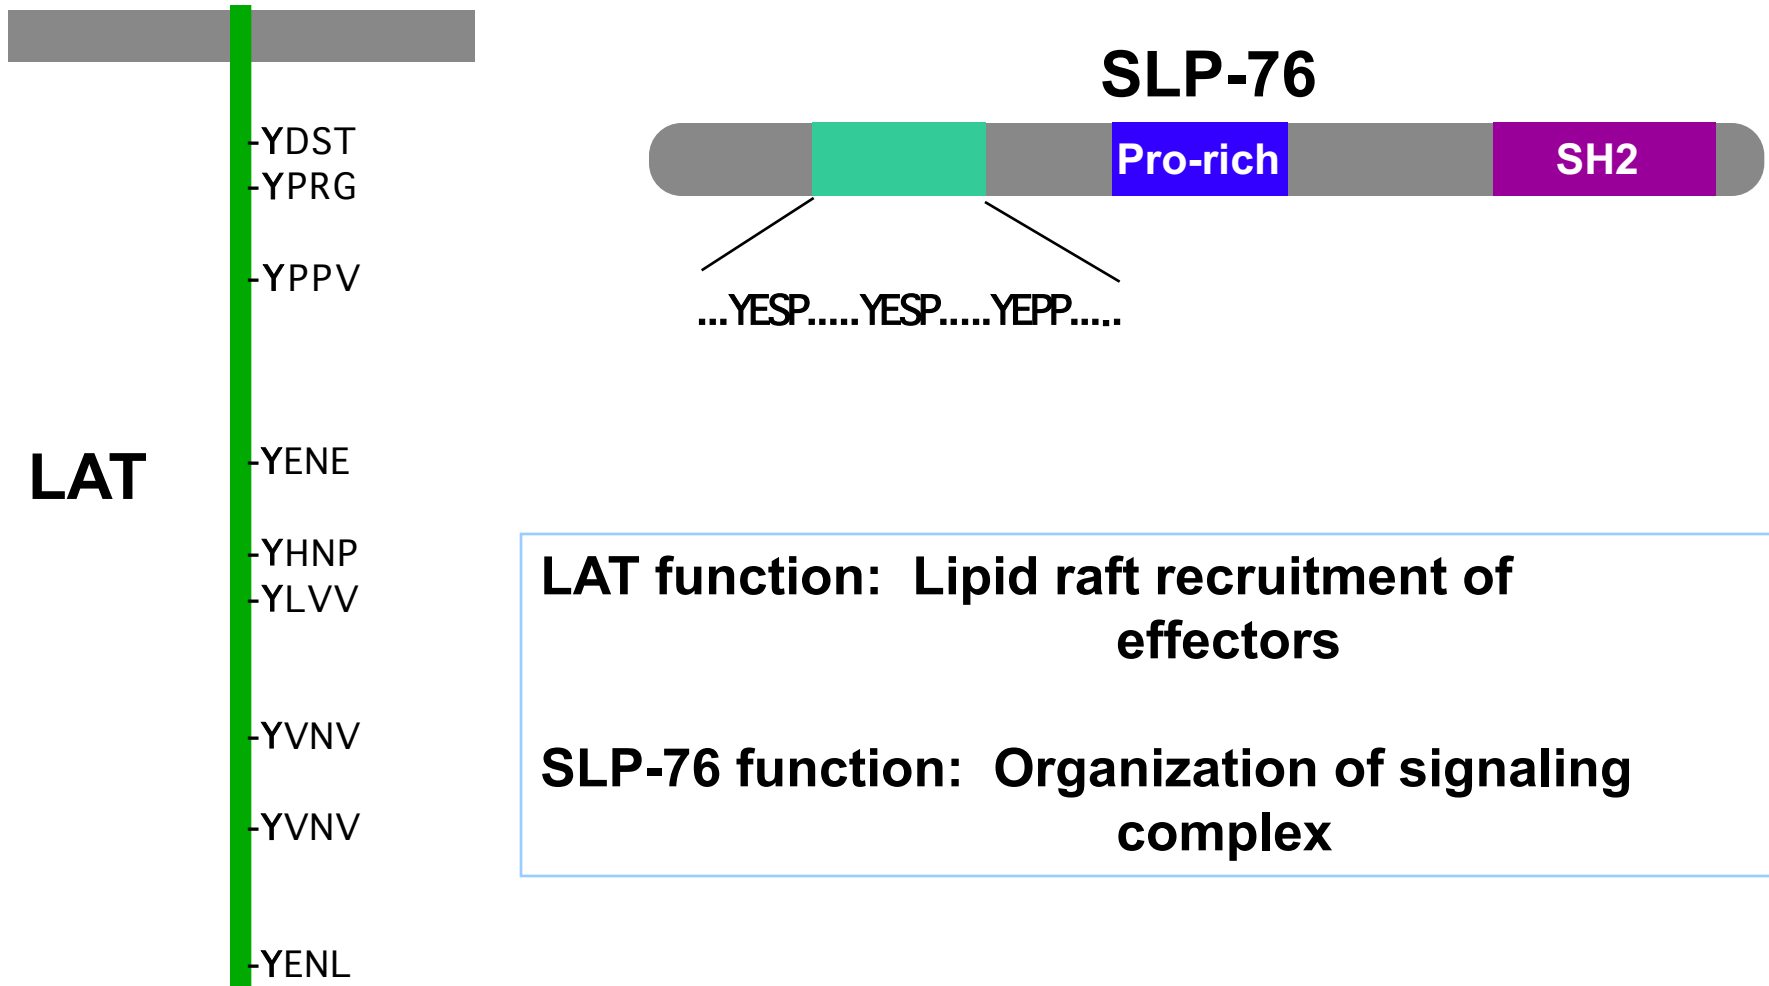 SLP-76
Pro-rich
SH2
...YESP.....YESP.....YEPP.....
LAT
-YDST
-YPRG
-YPPV
-YENE
-YHNP
-YLVV
-YVNV
-YVNV
-YENL
LAT function: Lipid raft recruitment of
effectors
SLP-76 function: Organization of signaling
complex